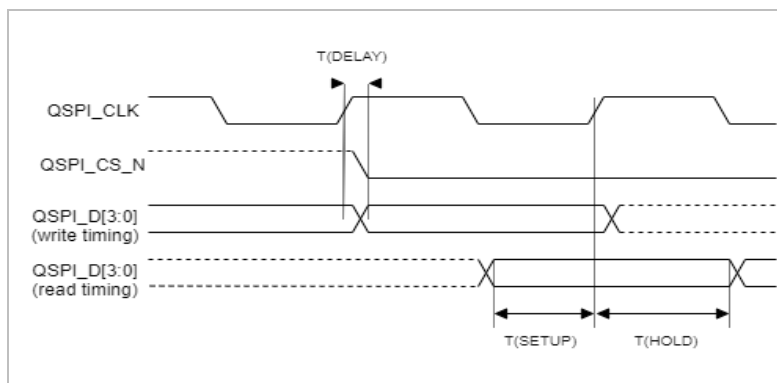 T(DELAY)
QSPI_CLK
QSPI_CS_N
QSPI_D[3:0]
(write timing)
QSPI_D[3:0]
(read timing)
T(SETUP)
T(HOLD)